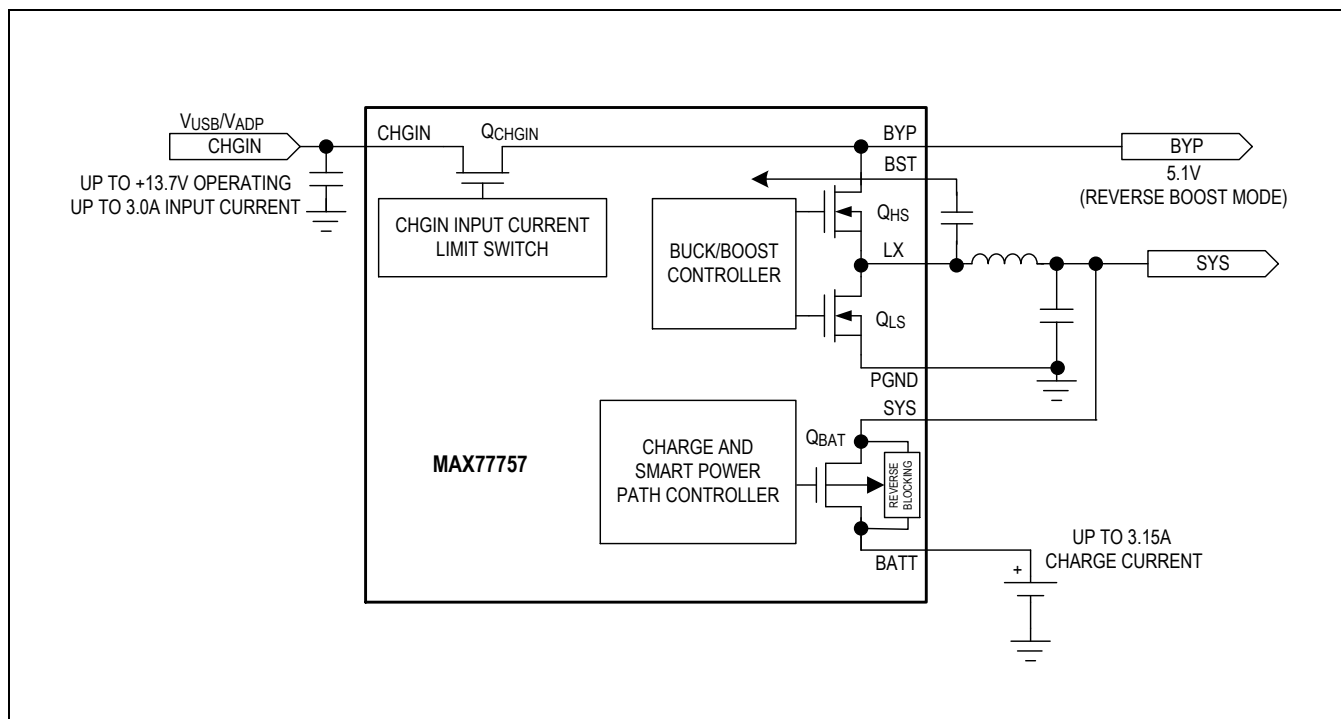 VUSB/VADP
CHGIN
UP TO +13.7V OPERATING
UP TO 3.0A INPUT CURRENT
CHGIN
QCHGIN
CHGIN INPUT CURRENT
LIMIT SWITCH
BYP
BST
BYP
5.1V
(REVERSE BOOST MODE)
BUCK/BOOST
CONTROLLER
QHS
LX
SYS
QLS
PGND
SYS
MAX77757
CHARGE AND
SMART POWER
PATH CONTROLLER
QBAT
REVERSE
BLOCKING
BATT
UP TO 3.15A
CHARGE CURRENT
+